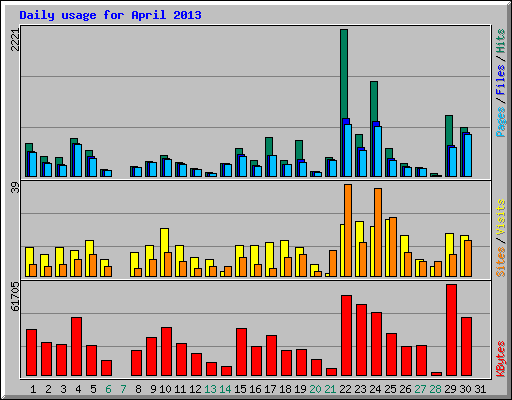 Daily usage for April 2013
2221
Pages / Files / Hits
39
Sites / Visits
61705
KBytes
1 2 3 4 5 6 7 8 9 10 11 12 13 14 15 16 17 18 19 20 21 22 23 24 25 26 27 28 29 30 31